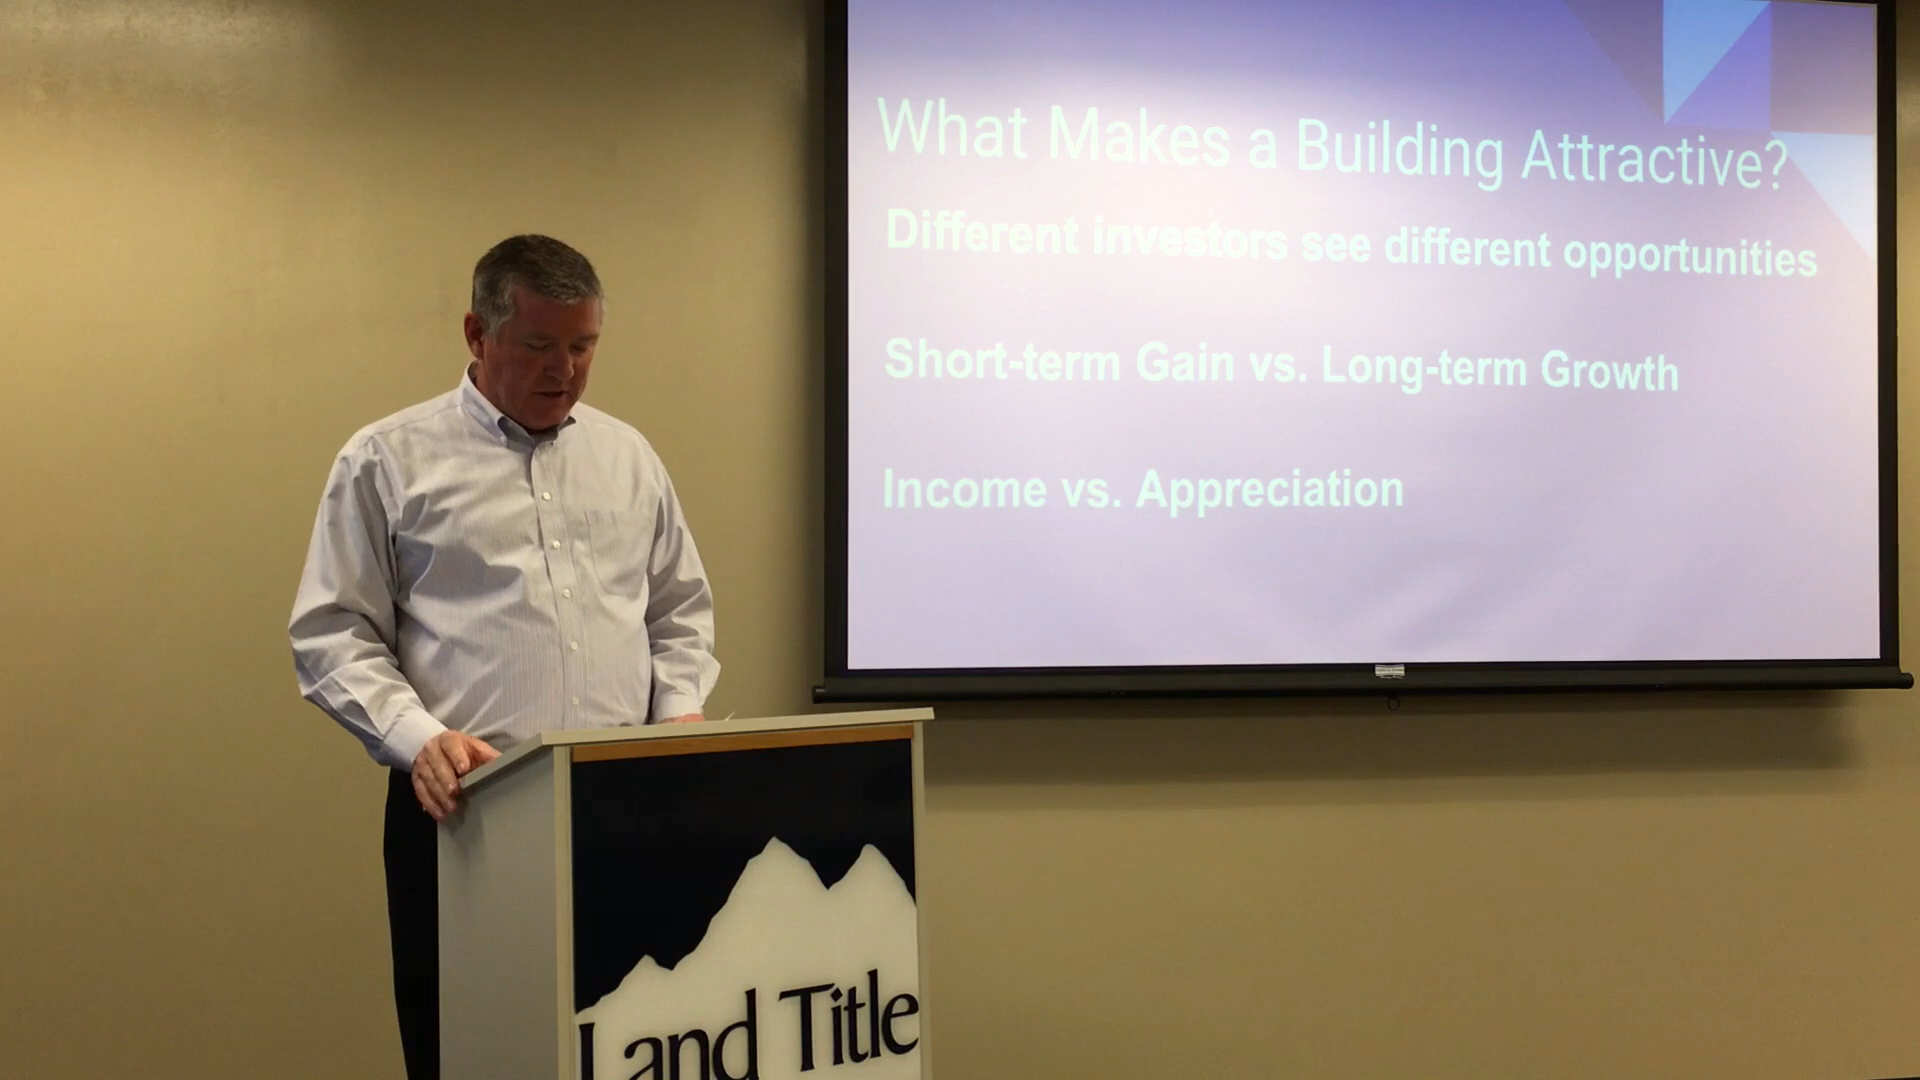 What Makes a Building Attractive?
Different investors see different opportunities
Short-term Gain vs. Long-term Growth
Income vs. Appreciation
Land Title